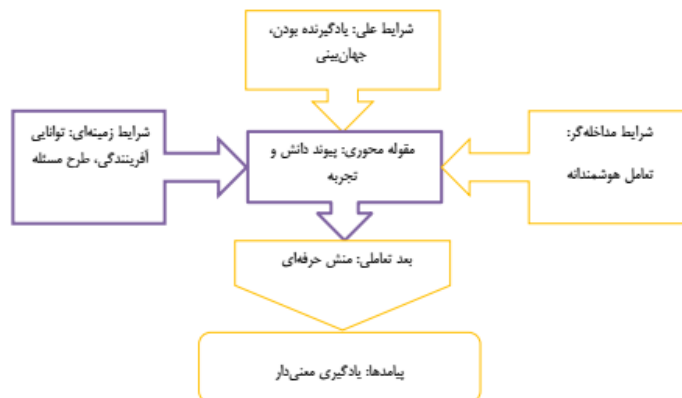 شرایط علی: یادگیرنده بودن،
جهان‌بینی
شرایط زمینه‌ای: توانایی
آفرینندگی، طرح مسئله
مقوله محوری: پیوند دانش و
تجربه
شرایط مداخله‌گر:
تعامل هوشمندانه
بعد تعاملی: منش حرفه‌ای
پیامدها: یادگیری معنی‌دار